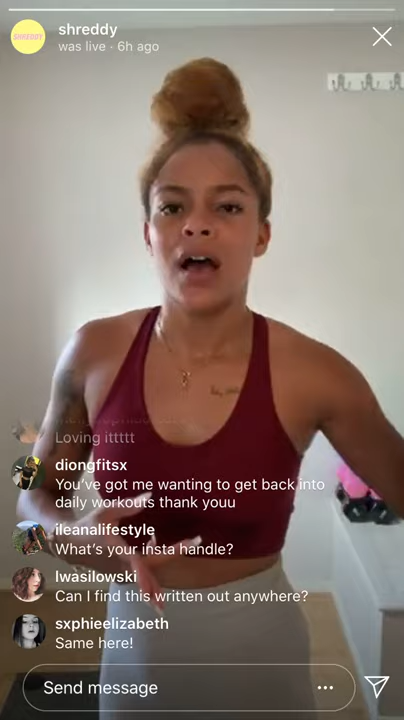 SHREDDY
shreddy
was live · 6h ago
Loving ittttt
diongfitsx
You've got me wanting to get back into
daily workouts thank youu
ileanalifestyle
What's your insta handle?
lwasilowski
Can I find this written out anywhere?
sxphieelizabeth
Same here!
Send message